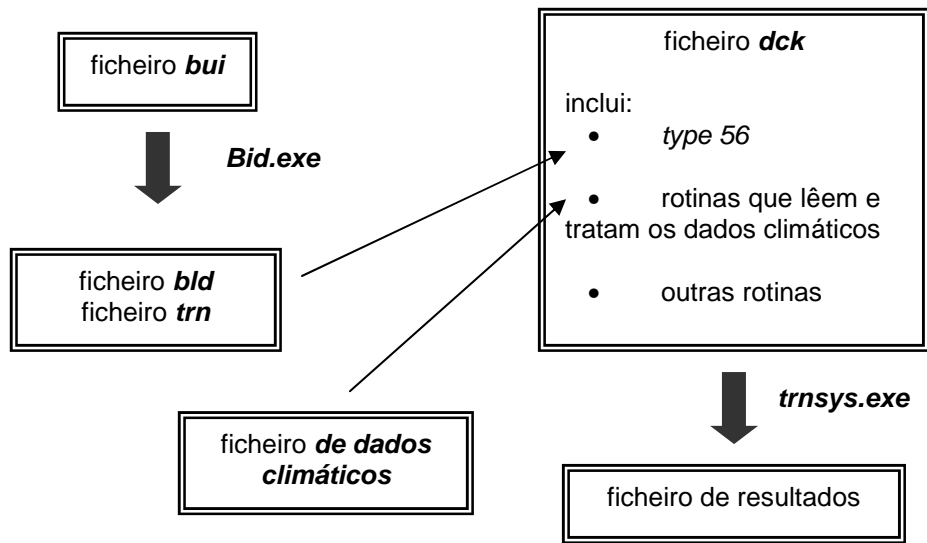 ficheiro bui
Bid.exe
ficheiro bld
ficheiro trn
ficheiro de dados
climáticos
ficheiro dck
inclui:
• type 56
• rotinas que lêem e
tratam os dados climáticos
• outras rotinas
trnsys.exe
ficheiro de resultados